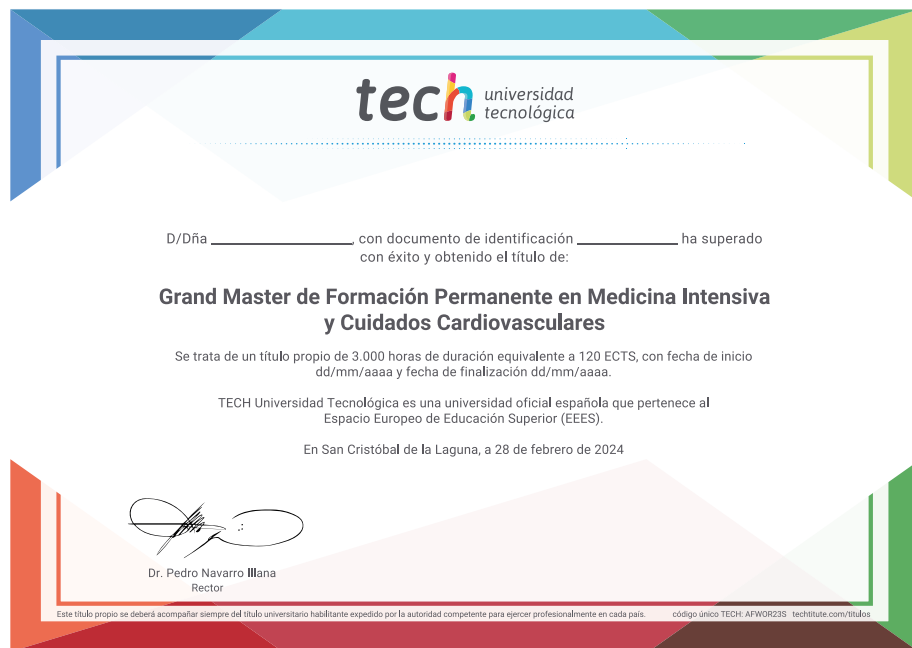 tech universidad
tecnológica
D/Dña ________________, con documento de identificación ____________ ha superado
con éxito y obtenido el título de:
Grand Master de Formación Permanente en Medicina Intensiva
y Cuidados Cardiovasculares
Se trata de un título propio de 3.000 horas de duración equivalente a 120 ECTS, con fecha de inicio
dd/mm/aaaa y fecha de finalización dd/mm/aaaa.
TECH Universidad Tecnológica es una universidad oficial española que pertenece al
Espacio Europeo de Educación Superior (EEES).
En San Cristóbal de la Laguna, a 28 de febrero de 2024
Dr. Pedro Navarro Illana
Rector
Este título propio se deberá acompañar siempre del título universitario habilitante expedido por la autoridad competente para ejercer profesionalmente en cada país. código único TECH: AFWOR23S techtitute.com/titulos